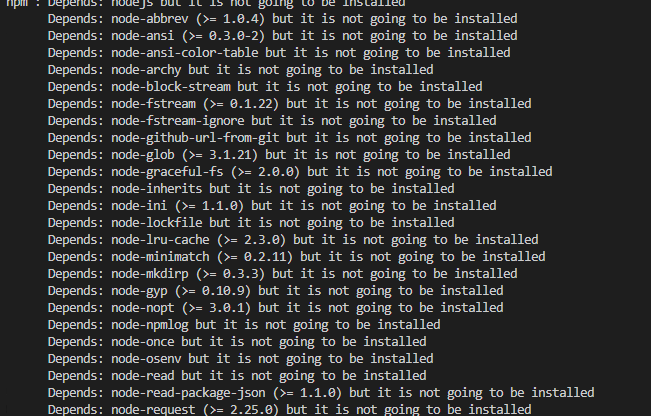 npm : Depends: nodejs but it is not going to be installed
Depends: node-abbrev (>= 1.0.4) but it is not going to be installed
Depends: node-ansi (>= 0.3.0-2) but it is not going to be installed
Depends: node-ansi-color-table but it is not going to be installed
Depends: node-archy but it is not going to be installed
Depends: node-block-stream but it is not going to be installed
Depends: node-fstream (>= 0.1.22) but it is not going to be installed
Depends: node-fstream-ignore but it is not going to be installed
Depends: node-github-url-from-git but it is not going to be installed
Depends: node-glob (>= 3.1.21) but it is not going to be installed
Depends: node-graceful-fs (>= 2.0.0) but it is not going to be installed
Depends: node-inherits but it is not going to be installed
Depends: node-ini (>= 1.1.0) but it is not going to be installed
Depends: node-lockfile but it is not going to be installed
Depends: node-lru-cache (>= 2.3.0) but it is not going to be installed
Depends: node-minimatch (>= 0.2.11) but it is not going to be installed
Depends: node-mkdirp (>= 0.3.3) but it is not going to be installed
Depends: node-gyp (>= 0.10.9) but it is not going to be installed
Depends: node-nopt (>= 3.0.1) but it is not going to be installed
Depends: node-npmlog but it is not going to be installed
Depends: node-once but it is not going to be installed
Depends: node-osenv but it is not going to be installed
Depends: node-read but it is not going to be installed
Depends: node-read-package-json (>= 1.1.0) but it is not going to be installed
Depends: node-request (>= 2.25.0) but it is not going to be installed